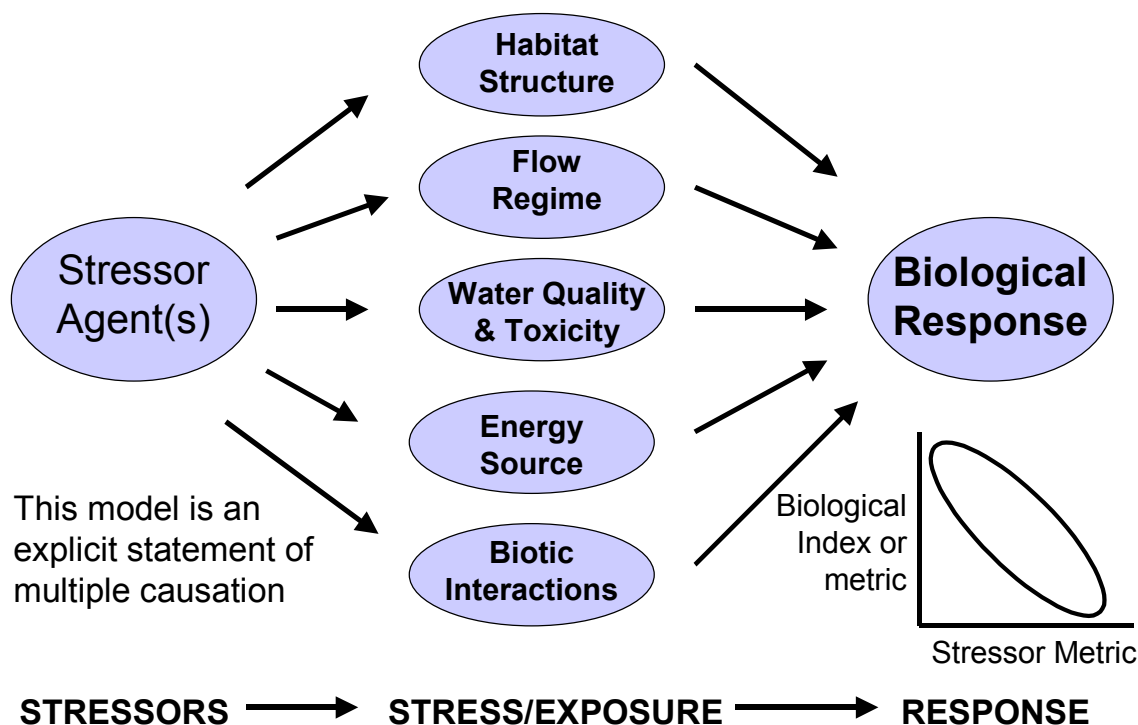 Habitat
Structure
Flow
Regime
Stressor
Agent(s)
Water Quality
& Toxicity
Biological
Response
Energy
Source
This model is an
explicit statement of
multiple causation
Biotic
Interactions
Biological
Index or
metric
Stressor Metric
STRESSORS STRESS/EXPOSURE RESPONSE